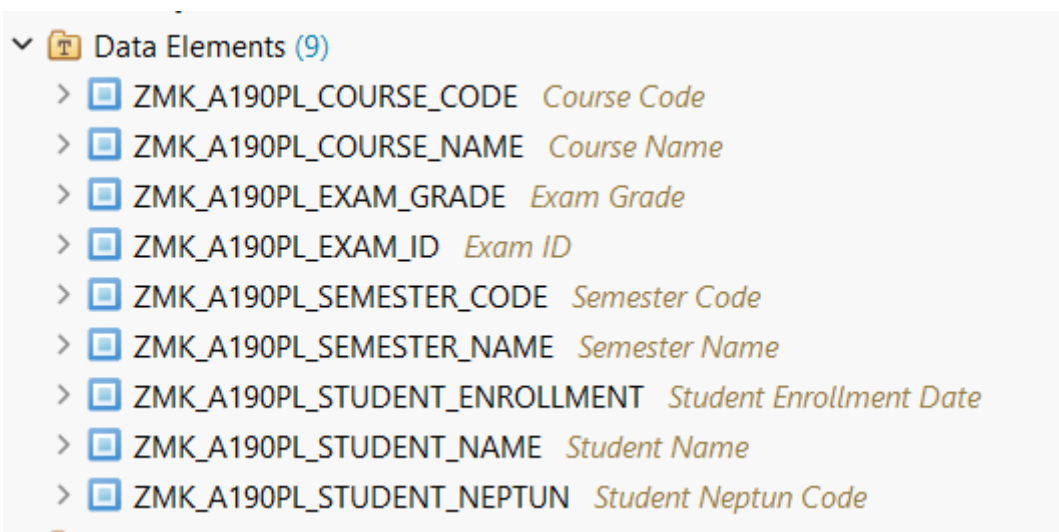 Data Elements (9)
ZMK_A190PL_COURSE_CODE Course Code
ZMK_A190PL_COURSE_NAME Course Name
ZMK_A190PL_EXAM_GRADE Exam Grade
ZMK_A190PL_EXAM_ID Exam ID
ZMK_A190PL_SEMESTER_CODE Semester Code
ZMK_A190PL_SEMESTER_NAME Semester Name
ZMK_A190PL_STUDENT_ENROLLMENT Student Enrollment Date
ZMK_A190PL_STUDENT_NAME Student Name
ZMK_A190PL_STUDENT_NEPTUN Student Neptun Code